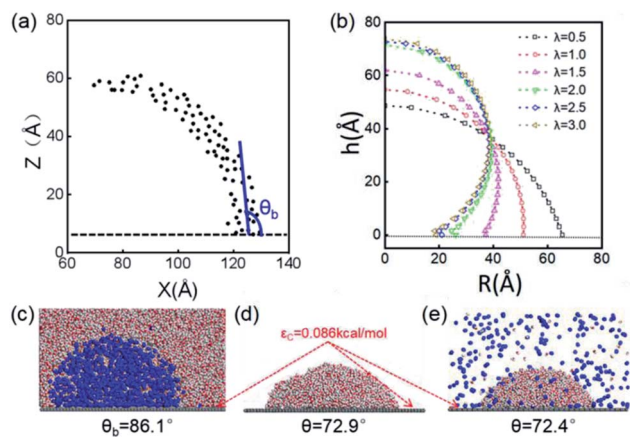 (a)
80
60
40
20
0
Z (Å)
θb
60 80 100 120 140
X(Å)
(b)
80
60
40
20
0
h(Å)
λ=0.5
λ=1.0
λ=1.5
λ=2.0
λ=2.5
λ=3.0
0 20 40 60 80
R(Å)
(c)
(d)
(e)
εC=0.086kcal/mol
θb=86.1°
θ=72.9°
θ=72.4°